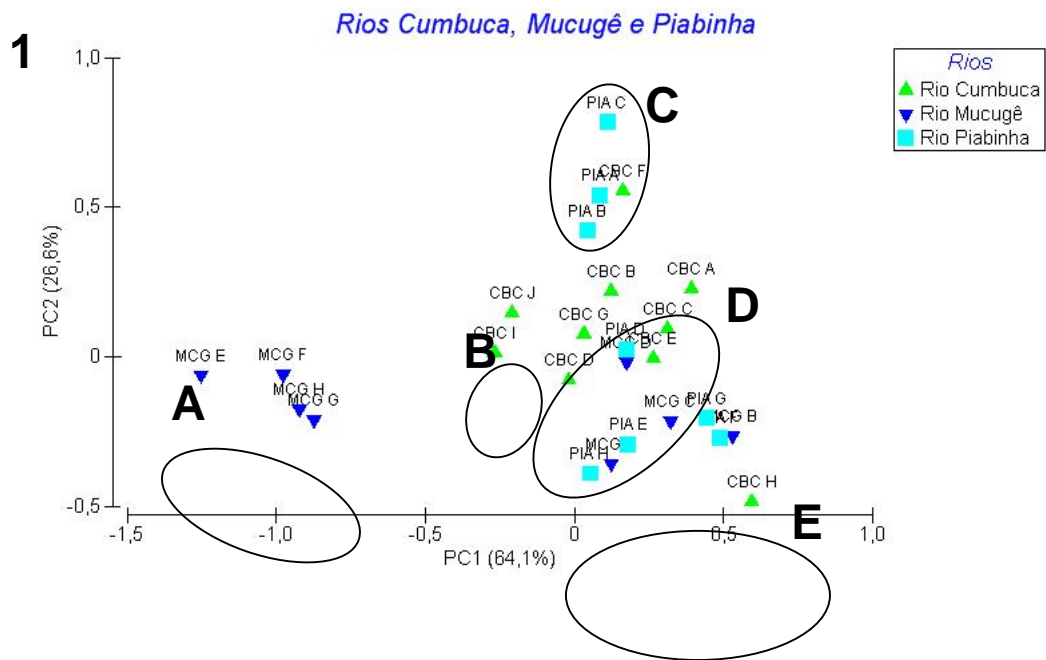 Rios Cumbuca, Mucugê e Piabinha
1
1,0
Rios
Rio Cumbuca
Rio Mucugê
Rio Piabinha
C
PIA C
PIA A
CBC F
0,5
PIA B
PC2 (26,6%)
CBC B
CBC A
CBC J
D
CBC G
CBC C
PIA D
CBC I
B
CBC E
0
MCG E
MCG F
CBC D
MCG H
MCG G
A
MCG C
PIA G
MCG B
PIA E
MCG
PIA H
CBC H
-0,5
E
-1,5
-1,0
-0,5
0
0,5
1,0
PC1 (64,1%)